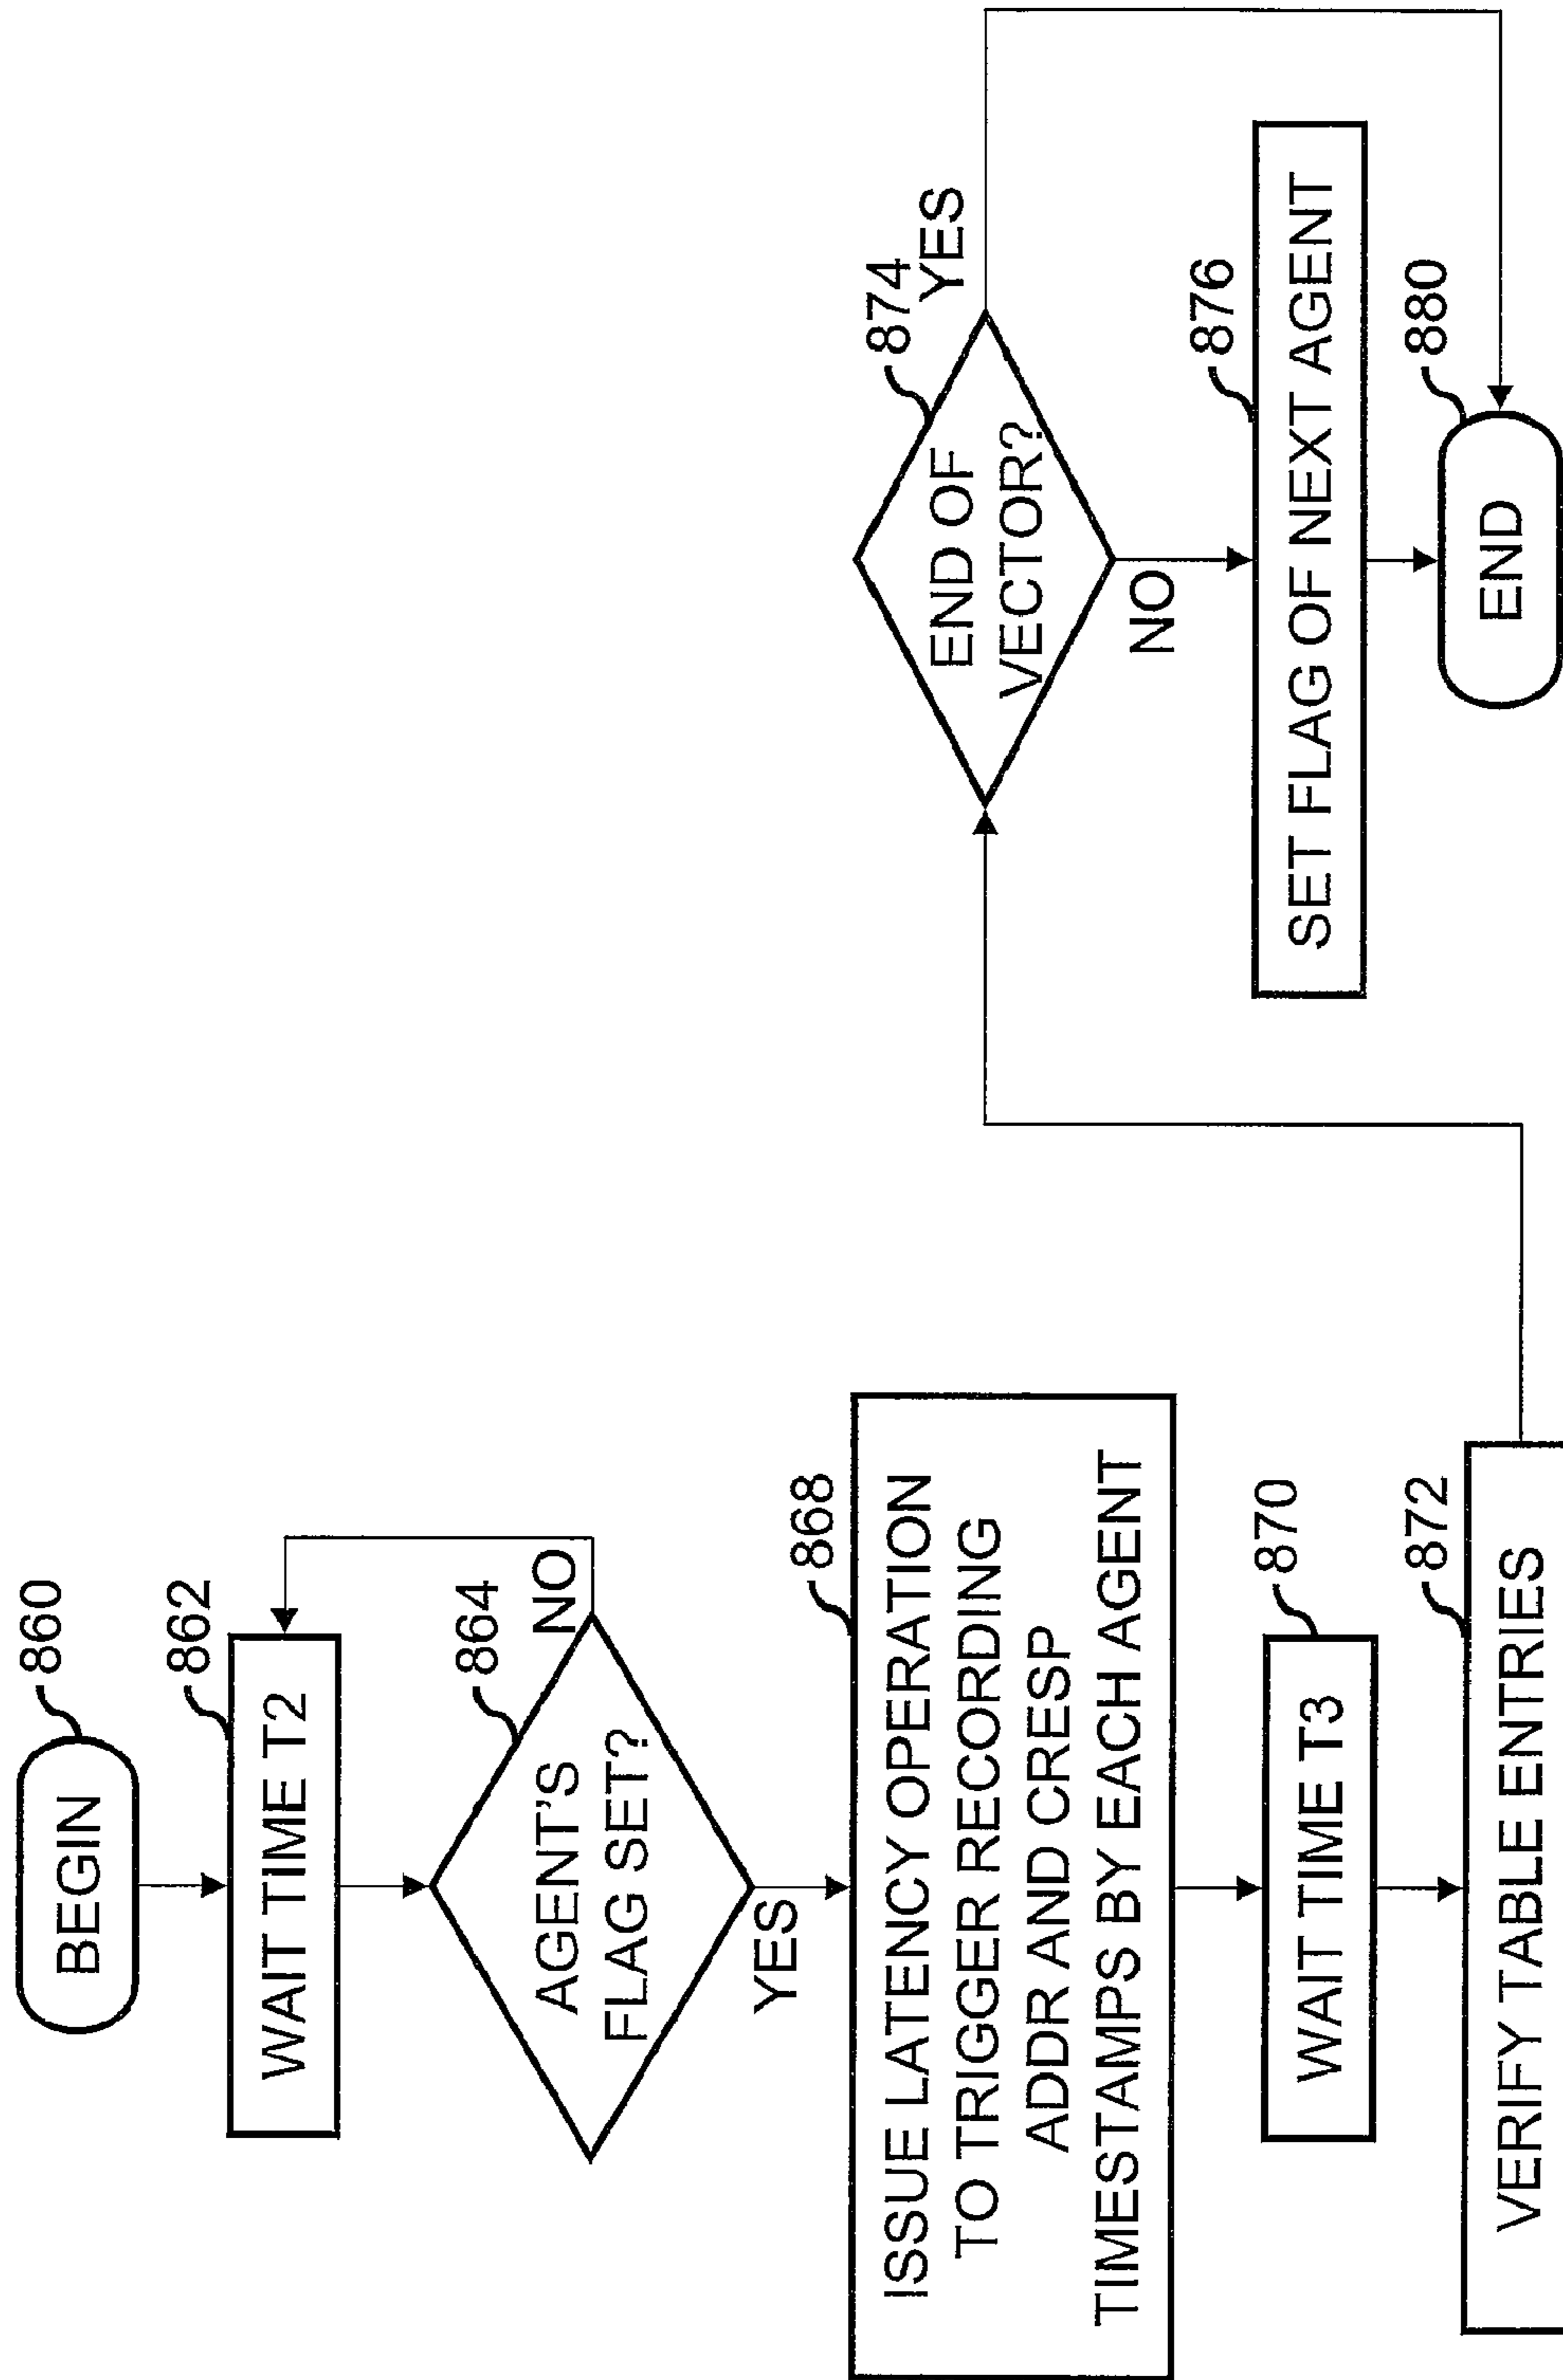 860
BEGIN
862
WAIT TIME T2
864
AGENT'S
FLAG SET?
NO
YES
868
ISSUE LATENCY OPERATION
TO TRIGGER RECORDING
ADDR AND CRESP
TIMESTAMPS BY EACH AGENT
870
WAIT TIME T3
872
VERIFY TABLE ENTRIES
874
YES
END OF
VECTOR?
NO
876
SET FLAG OF NEXT AGENT
880
END